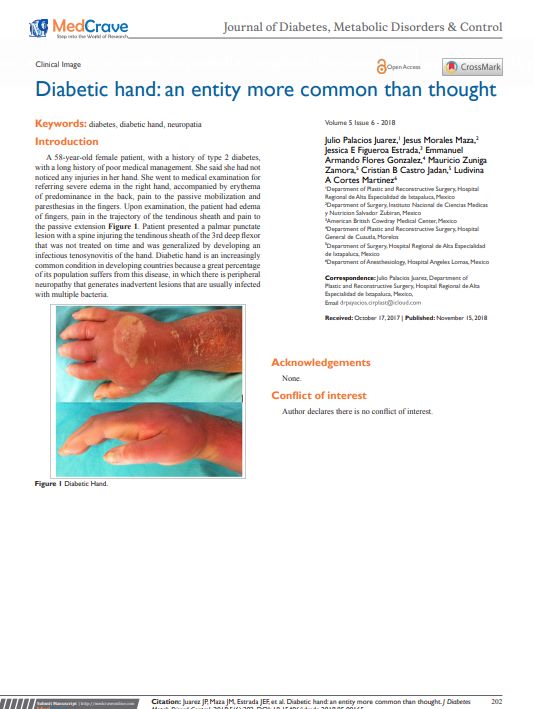 MedCrave
Step into the World of Research
Journal of Diabetes, Metabolic Disorders & Control
Clinical Image
Open Access
CrossMark
Diabetic hand: an entity more common than thought
Keywords: diabetes, diabetic hand, neuropatia
Introduction
A 58-year-old female patient, with a history of type 2 diabetes,
with a long history of poor medical management. She said she had not
noticed any injuries in her hand. She went to medical examination for
referring severe edema in the right hand, accompanied by erythema
of predominance in the back, pain to the passive mobilization and
paresthesias in the fingers. Upon examination, the patient had edema
of fingers, pain in the trajectory of the tendinous sheath and pain to
the passive extension Figure 1. Patient presented a palmar punctate
lesion with a spine injuring the tendinous sheath of the 3rd deep flexor
that was not treated on time and was generalized by developing an
infectious tenosynovitis of the hand. Diabetic hand is an increasingly
common condition in developing countries because a great percentage
of its population suffers from this disease, in which there is peripheral
neuropathy that generates inadvertent lesions that are usually infected
with multiple bacteria.
Figure 1 Diabetic Hand.
Volume 5 Issue 6 - 2018
Julio Palacios Juarez,1 Jesus Morales Maza,2
Jessica E Figueroa Estrada,3 Emmanuel
Armando Flores Gonzalez,4 Mauricio Zuniga
Zamora,5 Cristian B Castro Jadan,5 Ludivina
A Cortes Martinez6
1Department of Plastic and Reconstructive Surgery, Hospital
Regional de Alta Especialidad de Ixtapaluca, Mexico
2Department of Surgery, Instituto Nacional de Ciencias Medicas
y Nutricion Salvador Zubiran, Mexico
3American British Cowdray Medical Center, Mexico
4Department of Plastic and Reconstructive Surgery, Hospital
General de Cuautla, Morelos
5Department of Surgery, Hospital Regional de Alta Especialidad
de Ixtapaluca, Mexico
6Department of Anesthesiology, Hospital Angeles Lomas, Mexico
Correspondence: Julio Palacios Juarez, Department of
Plastic and Reconstructive Surgery, Hospital Regional de Alta
Especialidad de Ixtapaluca, Mexico,
Email
Received: October 17, 2017 | Published: November 15, 2018
Acknowledgements
None.
Conflict of interest
Author declares there is no conflict of interest.
Submit Manuscript | http://medcraveonline.com
Citation: Juarez JP, Maza JM, Estrada JEF, et al. Diabetic hand: an entity more common than thought. J Diabetes
202